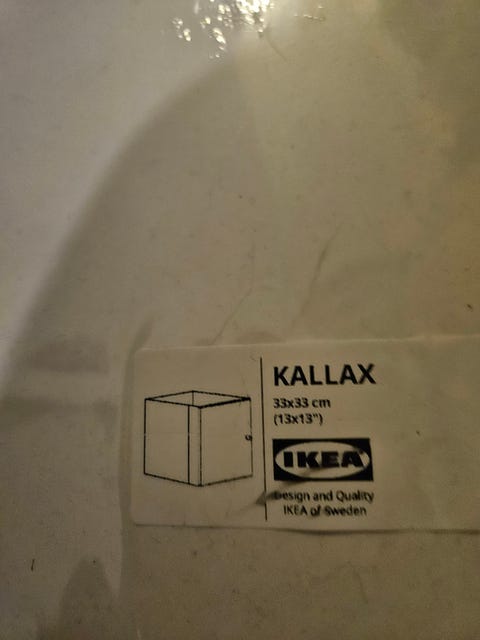 KALLAX
33x33 cm
(13x13")
IKEA
Design and Quality
IKEA of Sweden